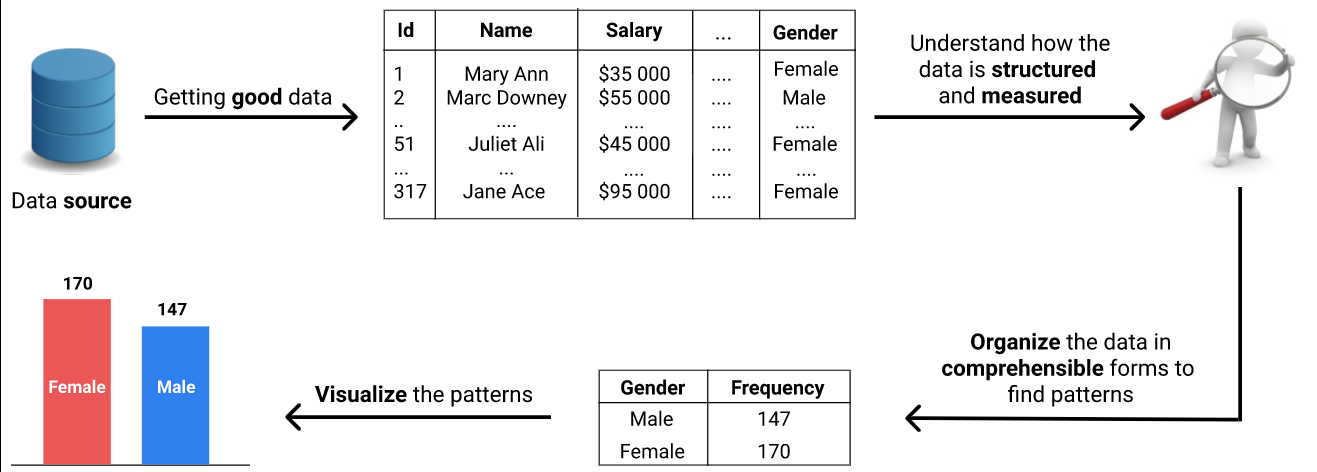 Data source
Getting good data
Id Name Salary ... Gender
1 Mary Ann $35 000 .... Female
2 Marc Downey $55 000 .... Male
.. .... .... .... ....
51 Juliet Ali $45 000 .... Female
... ... .... .... ....
317 Jane Ace $95 000 .... Female
Understand how the
data is structured
and measured
Organize the data in
comprehensible forms to
find patterns
Gender Frequency
Male 147
Female 170
Visualize the patterns
170
147
Female
Male